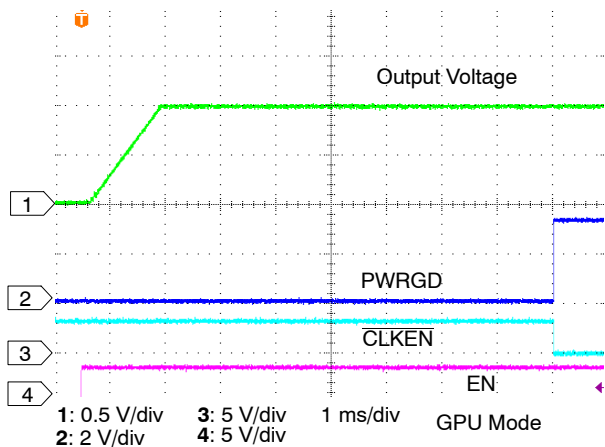 T
Output Voltage
1
PWRGD
2
CLKEN
3
EN
4
1: 0.5 V/div 3: 5 V/div 1 ms/div
GPU Mode
2: 2 V/div 4: 5 V/div